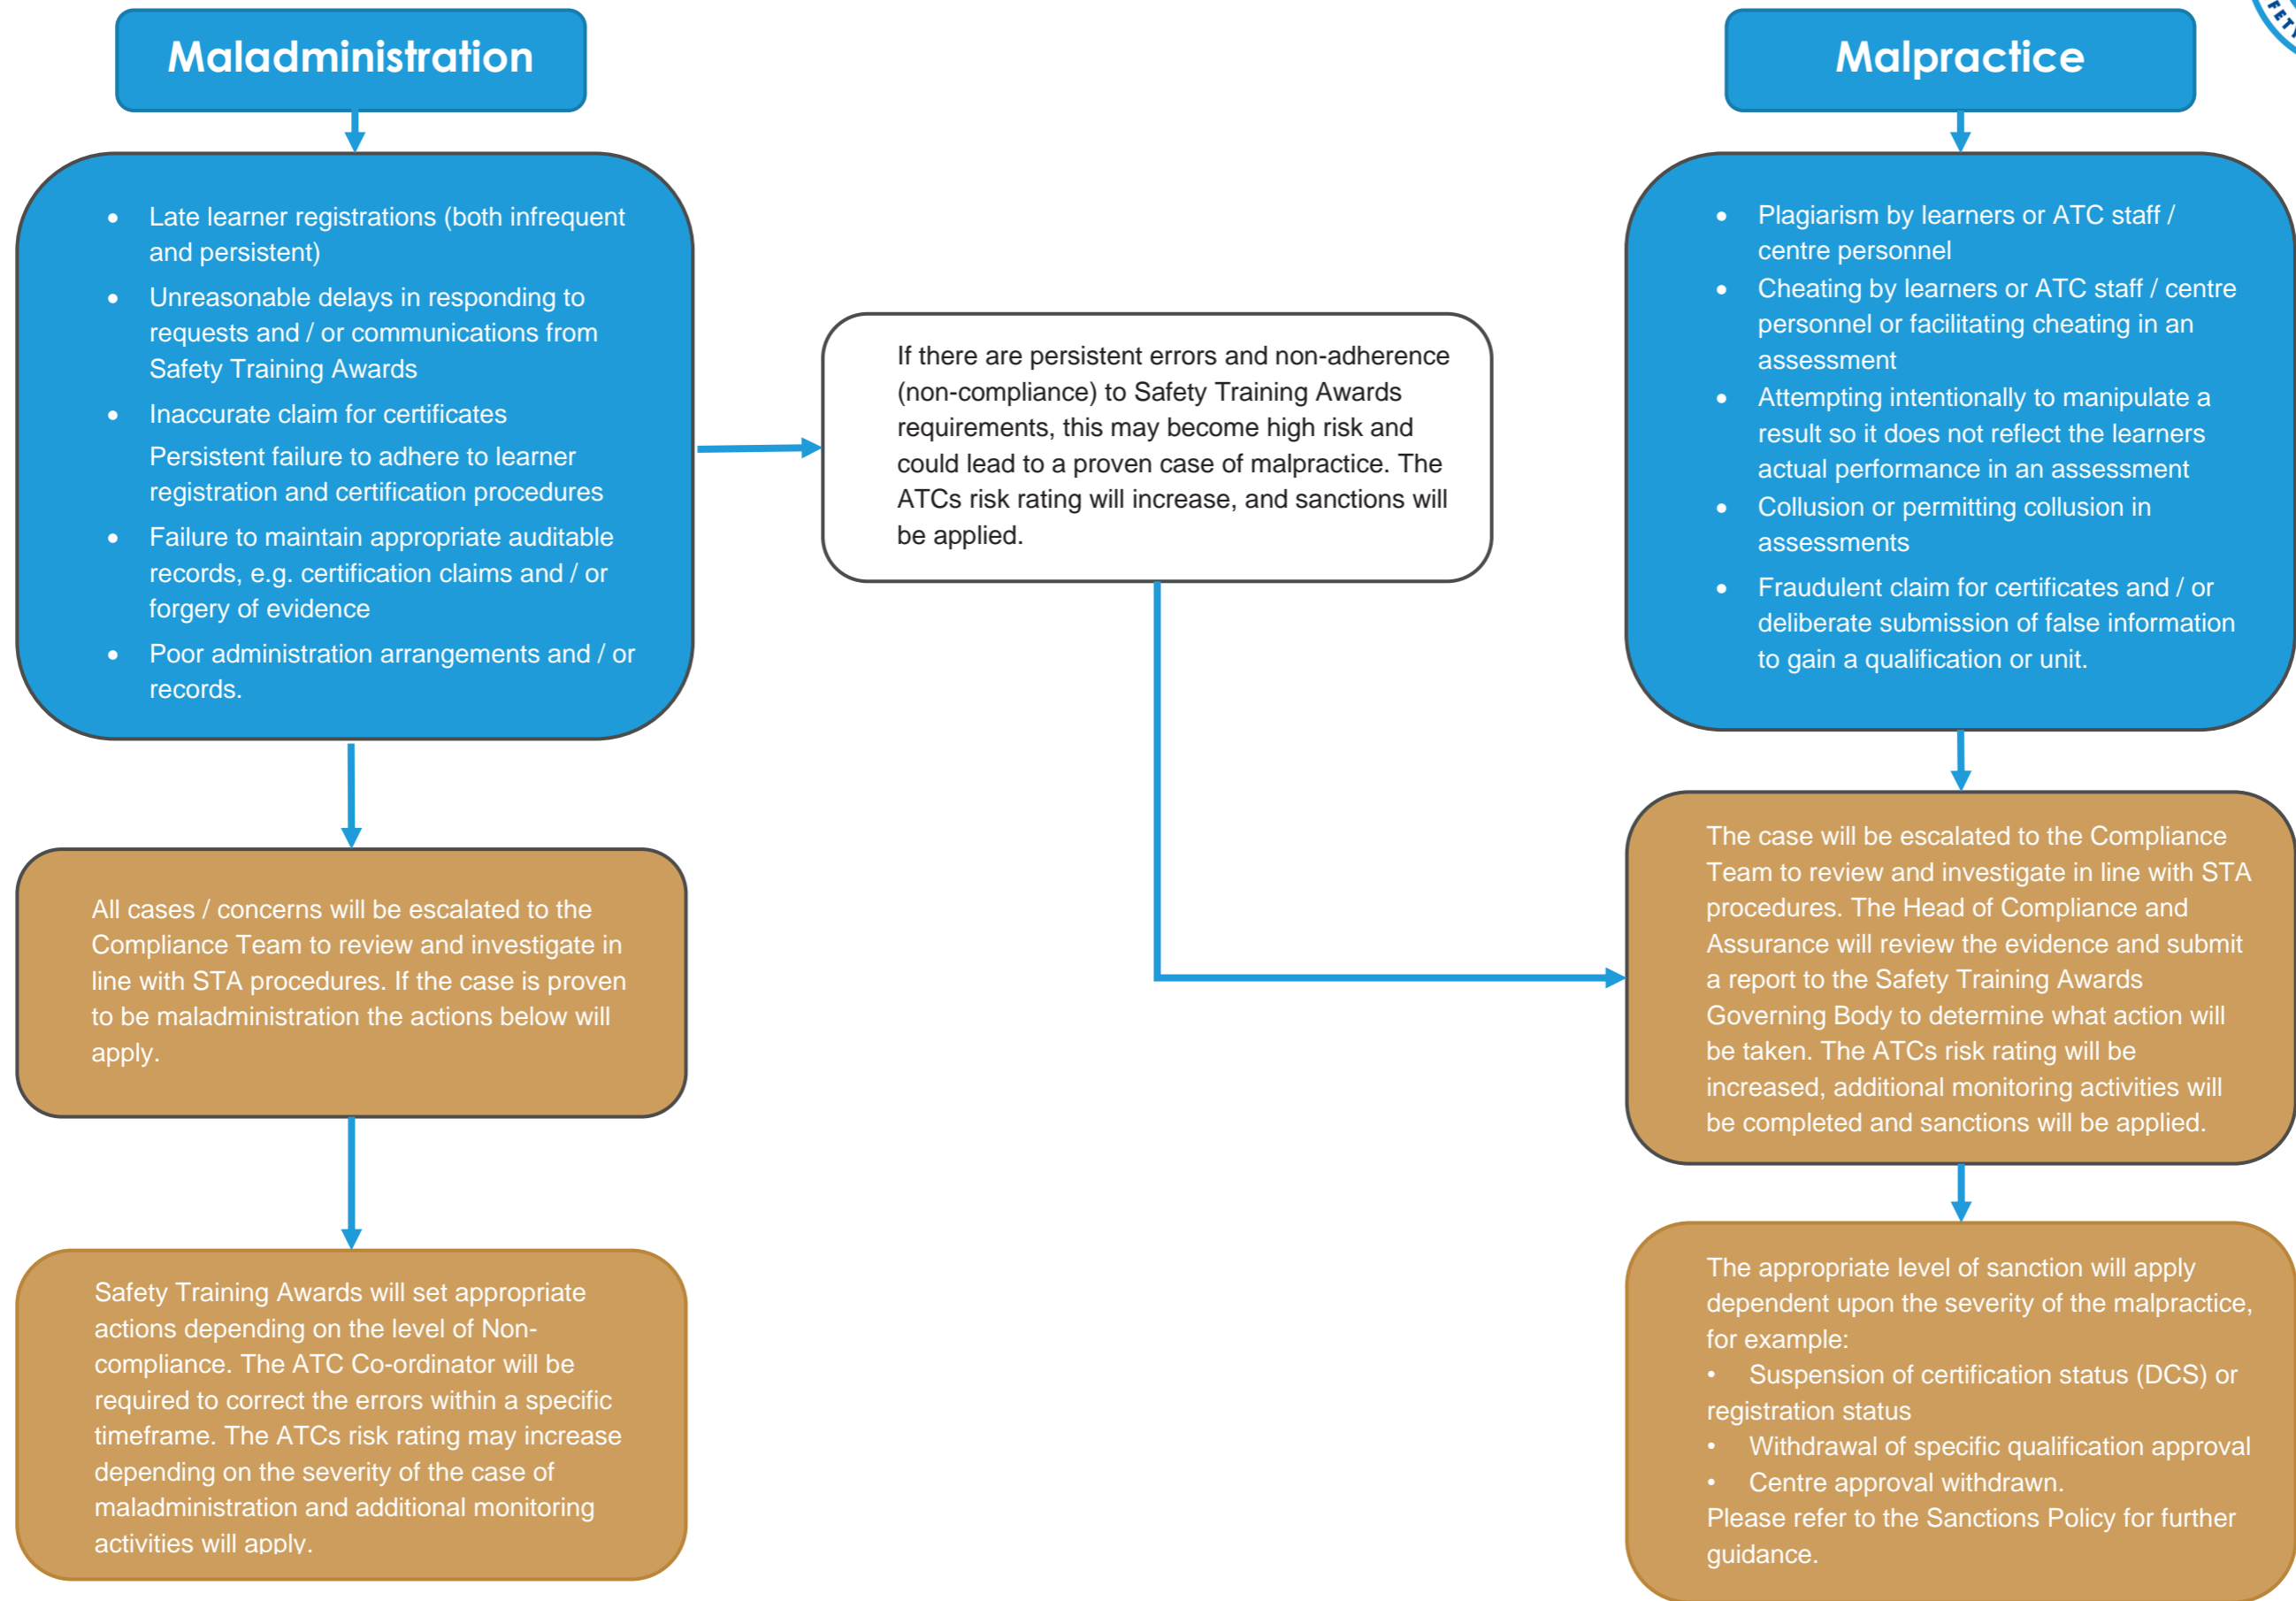 Maladministration
• Late learner registrations (both infrequent
and persistent)
• Unreasonable delays in responding to
requests and / or communications from
Safety Training Awards
• Inaccurate claim for certificates
Persistent failure to adhere to learner
registration and certification procedures
• Failure to maintain appropriate auditable
records, e.g. certification claims and / or
forgery of evidence
• Poor administration arrangements and / or
records.
All cases / concerns will be escalated to the
Compliance Team to review and investigate in
line with STA procedures. If the case is proven
to be maladministration the actions below will
apply.
Safety Training Awards will set appropriate
actions depending on the level of Non-
compliance. The ATC Co-ordinator will be
required to correct the errors within a specific
timeframe. The ATCs risk rating may increase
depending on the severity of the case of
maladministration and additional monitoring
activities will apply.
If there are persistent errors and non-adherence
(non-compliance) to Safety Training Awards
requirements, this may become high risk and
could lead to a proven case of malpractice. The
ATCs risk rating will increase, and sanctions will
be applied.
Malpractice
• Plagiarism by learners or ATC staff /
centre personnel
• Cheating by learners or ATC staff / centre
personnel or facilitating cheating in an
assessment
• Attempting intentionally to manipulate a
result so it does not reflect the learners
actual performance in an assessment
• Collusion or permitting collusion in
assessments
• Fraudulent claim for certificates and / or
deliberate submission of false information
to gain a qualification or unit.
The case will be escalated to the Compliance
Team to review and investigate in line with STA
procedures. The Head of Compliance and
Assurance will review the evidence and submit
a report to the Safety Training Awards
Governing Body to determine what action will
be taken. The ATCs risk rating will be
increased, additional monitoring activities will
be completed and sanctions will be applied.
The appropriate level of sanction will apply
dependent upon the severity of the malpractice,
for example:
• Suspension of certification status (DCS) or
registration status
• Withdrawal of specific qualification approval
• Centre approval withdrawn.
Please refer to the Sanctions Policy for further
guidance.